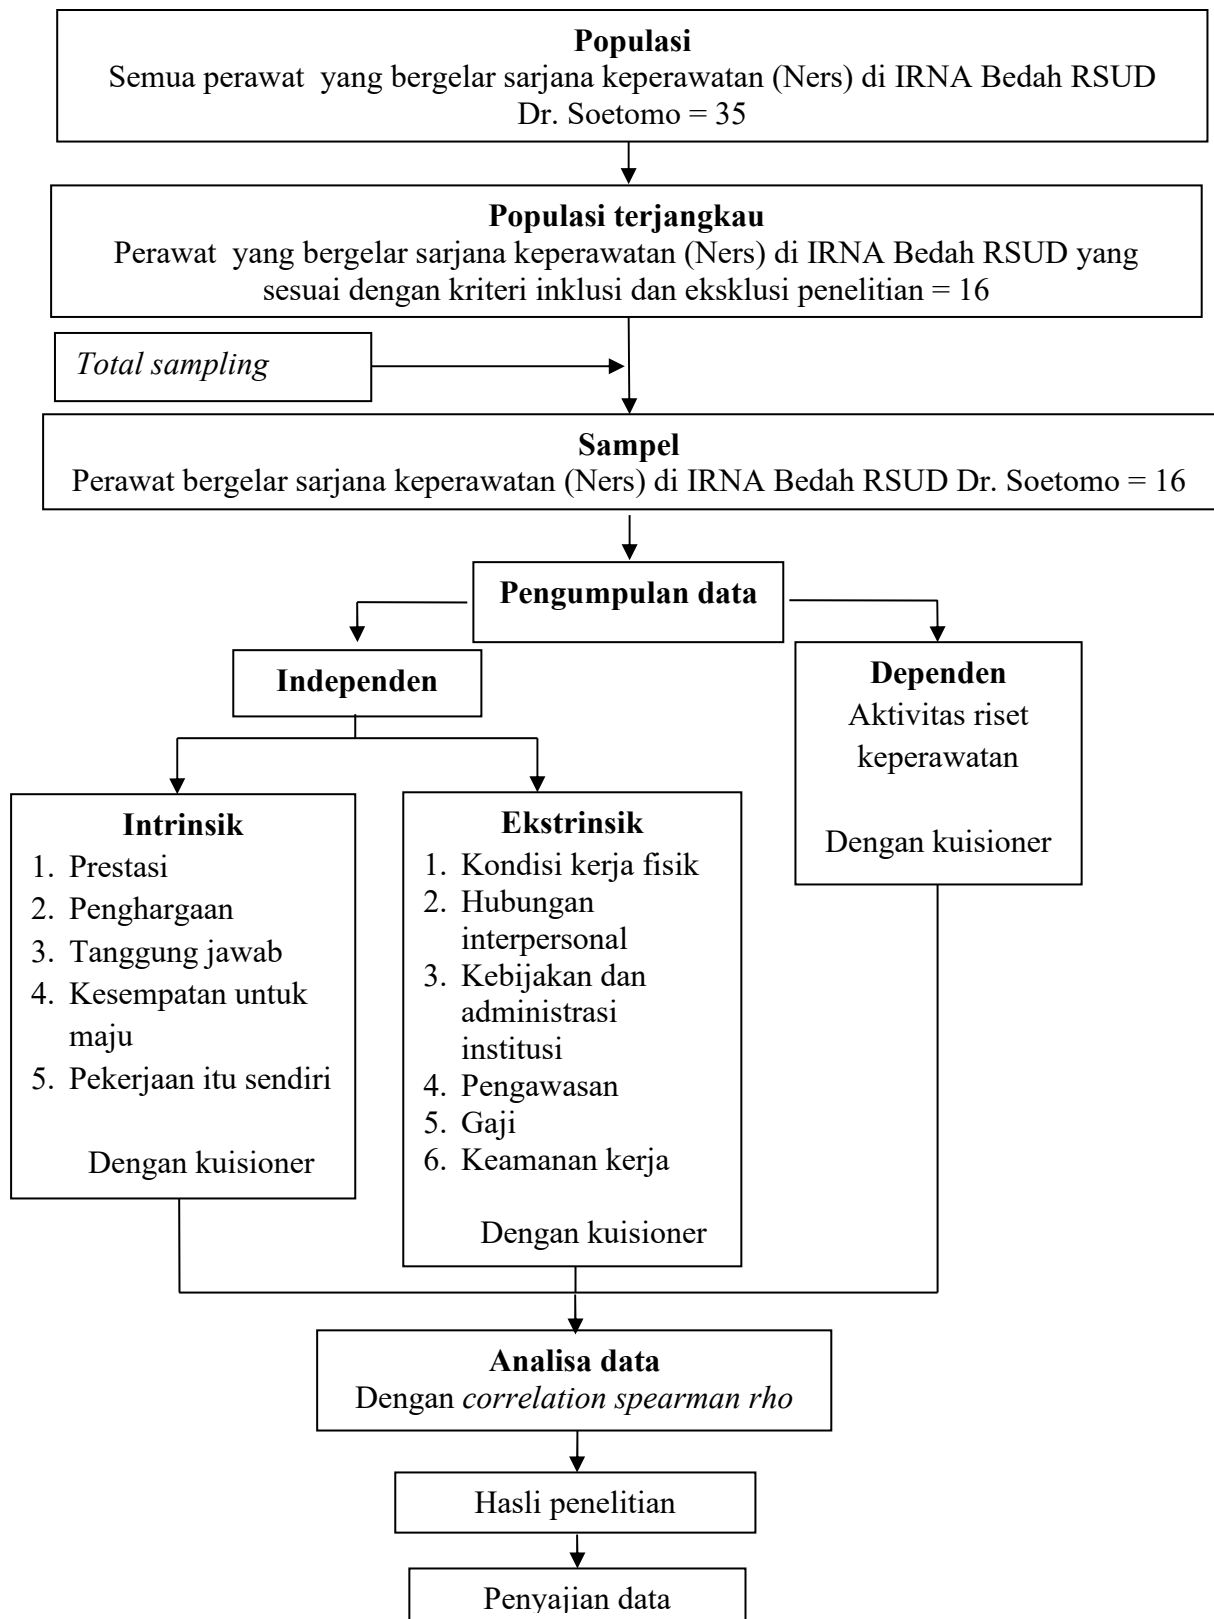 Populasi
Semua perawat yang bergelar sarjana keperawatan (Ners) di IRNA Bedah RSUD
Dr. Soetomo = 35
Populasi terjangkau
Perawat yang bergelar sarjana keperawatan (Ners) di IRNA Bedah RSUD yang
sesuai dengan kriteri inklusi dan eksklusi penelitian = 16
Total sampling
Sampel
Perawat bergelar sarjana keperawatan (Ners) di IRNA Bedah RSUD Dr. Soetomo = 16
Pengumpulan data
Independen
Dependen
Aktivitas riset
keperawatan
Dengan kuisioner
Intrinsik
1. Prestasi
2. Penghargaan
3. Tanggung jawab
4. Kesempatan untuk
maju
5. Pekerjaan itu sendiri
Dengan kuisioner
Ekstrinsik
1. Kondisi kerja fisik
2. Hubungan
interpersonal
3. Kebijakan dan
administrasi
institusi
4. Pengawasan
5. Gaji
6. Keamanan kerja
Dengan kuisioner
Analisa data
Dengan correlation spearman rho
Hasli penelitian
Penyajian data